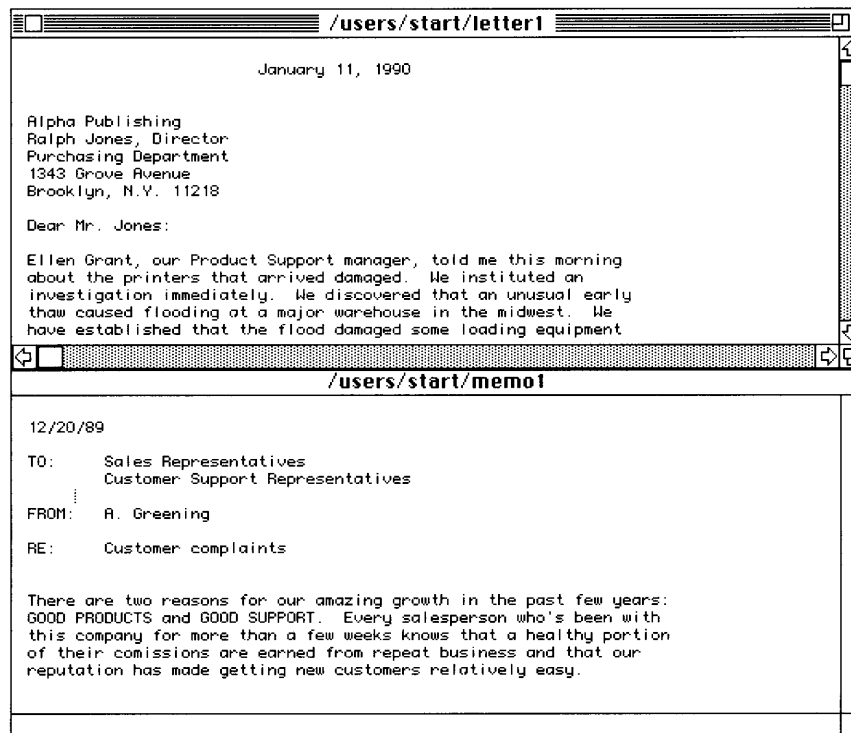 /users/start/letter1
January 11, 1990
Alpha Publishing
Ralph Jones, Director
Purchasing Department
1343 Grove Avenue
Brooklyn, N.Y. 11218
Dear Mr. Jones:
Ellen Grant, our Product Support manager, told me this morning
about the printers that arrived damaged.  We instituted an
investigation immediately.  We discovered that an unusual early
thaw caused flooding at a major warehouse in the midwest.  We
have established that the flood damaged some loading equipment
/users/start/memo1
12/20/89
TO: Sales Representatives
Customer Support Representatives
FROM: A. Greening
RE: Customer complaints
There are two reasons for our amazing growth in the past few years:
GOOD PRODUCTS and GOOD SUPPORT.  Every salesperson who's been with
this company for more than a few weeks knows that a healthy portion
of their comissions are earned from repeat business and that our
reputation has made getting new customers relatively easy.